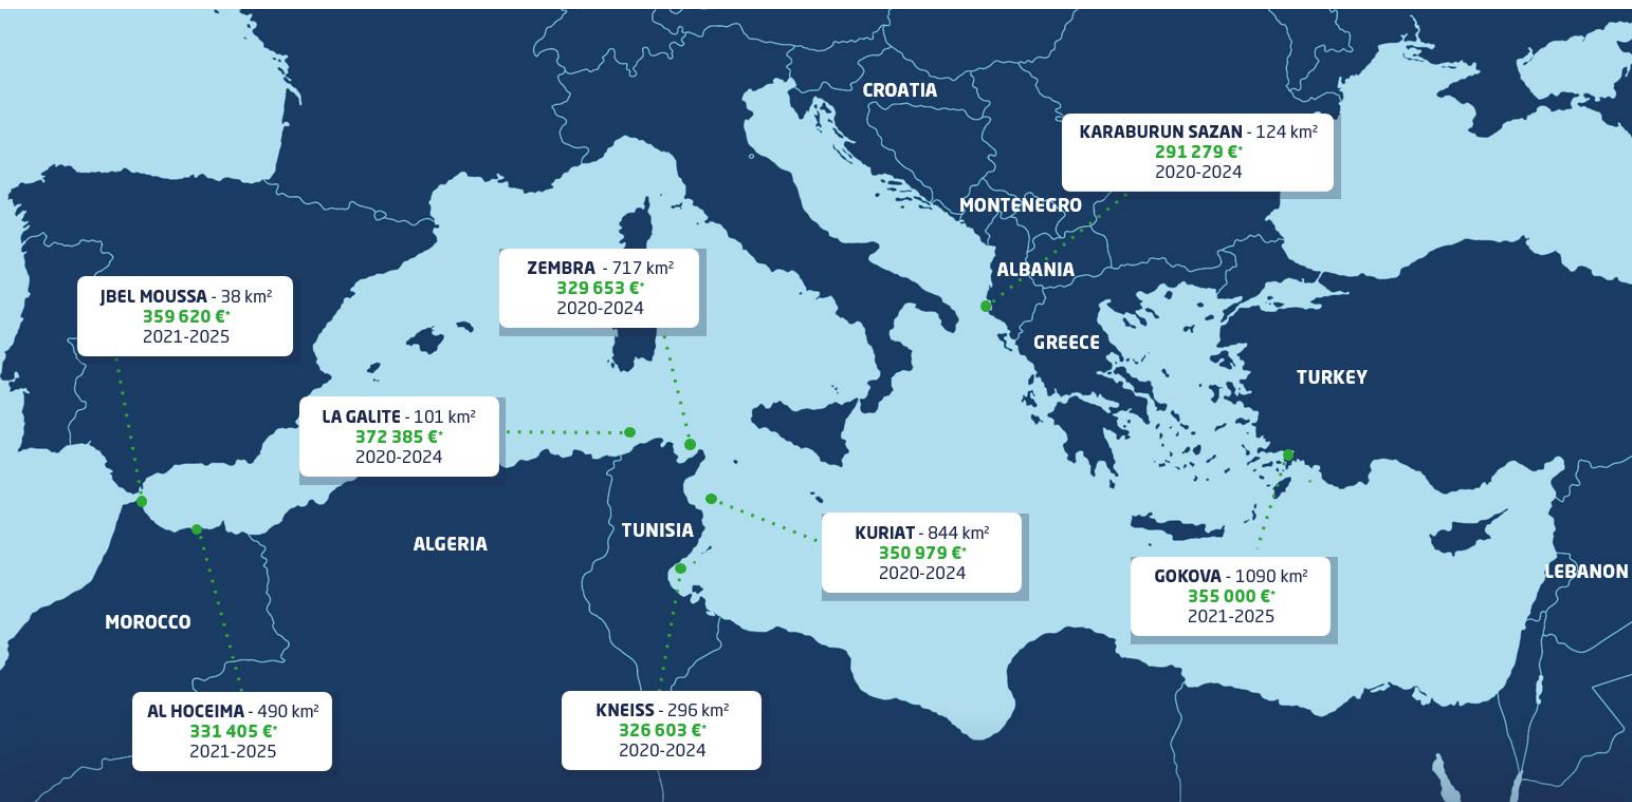 CROATIA
KARABURUN SAZAN - 124 km²
291 279 €*
2020-2024
MONTENEGRO
ZEMBRA - 717 km²
329 653 €*
2020-2024
ALBANIA
JBEL MOUSSA - 38 km²
359 620 €*
2021-2025
GREECE
TURKEY
LA GALITE - 101 km²
372 385 €*
2020-2024
TUNISIA
ALGERIA
KURIAT - 844 km²
350 979 €*
2020-2024
GOKOVA - 1090 km²
355 000 €*
2021-2025
LEBANON
MOROCCO
AL HOCEIMA - 490 km²
331 405 €*
2021-2025
KNEISS - 296 km²
326 603 €*
2020-2024